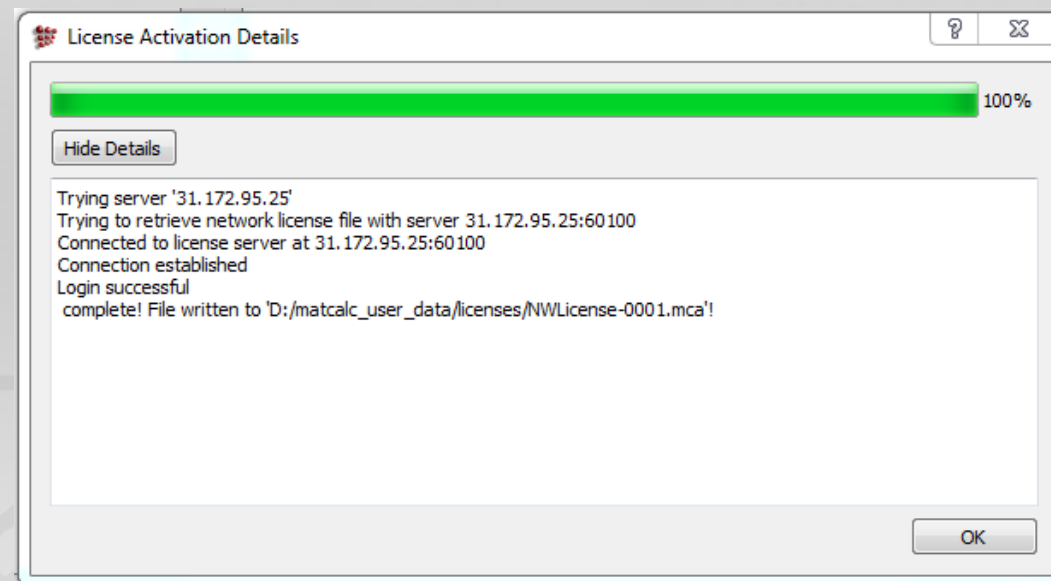 License Activation Details
100%
Hide Details
Trying server '31.172.95.25'
Trying to retrieve network license file with server 31.172.95.25:60100
Connected to license server at 31.172.95.25:60100
Connection established
Login successful
complete! File written to 'D:/matcalc_user_data/licenses/NWLicense-0001.mca'!
OK